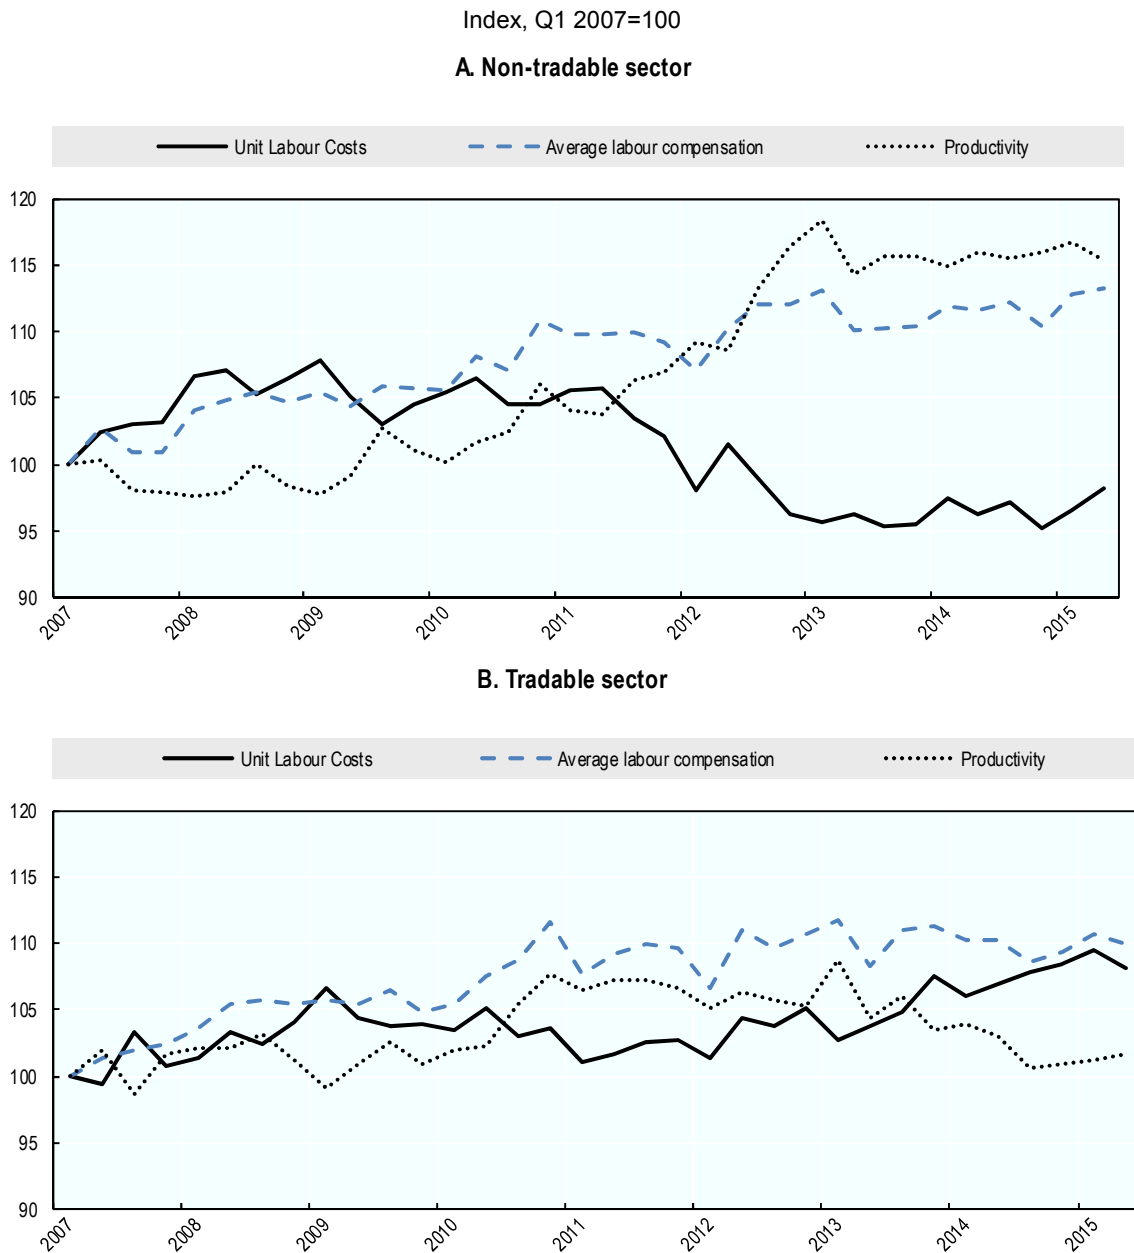 Index, Q1 2007=100
A. Non-tradable sector
Unit Labour Costs Average labour compensation Productivity
120
115
110
105
100
95
90
2007 2008 2009 2010 2011 2012 2013 2014 2015
B. Tradable sector
Unit Labour Costs Average labour compensation Productivity
120
115
110
105
100
95
90
2007 2008 2009 2010 2011 2012 2013 2014 2015